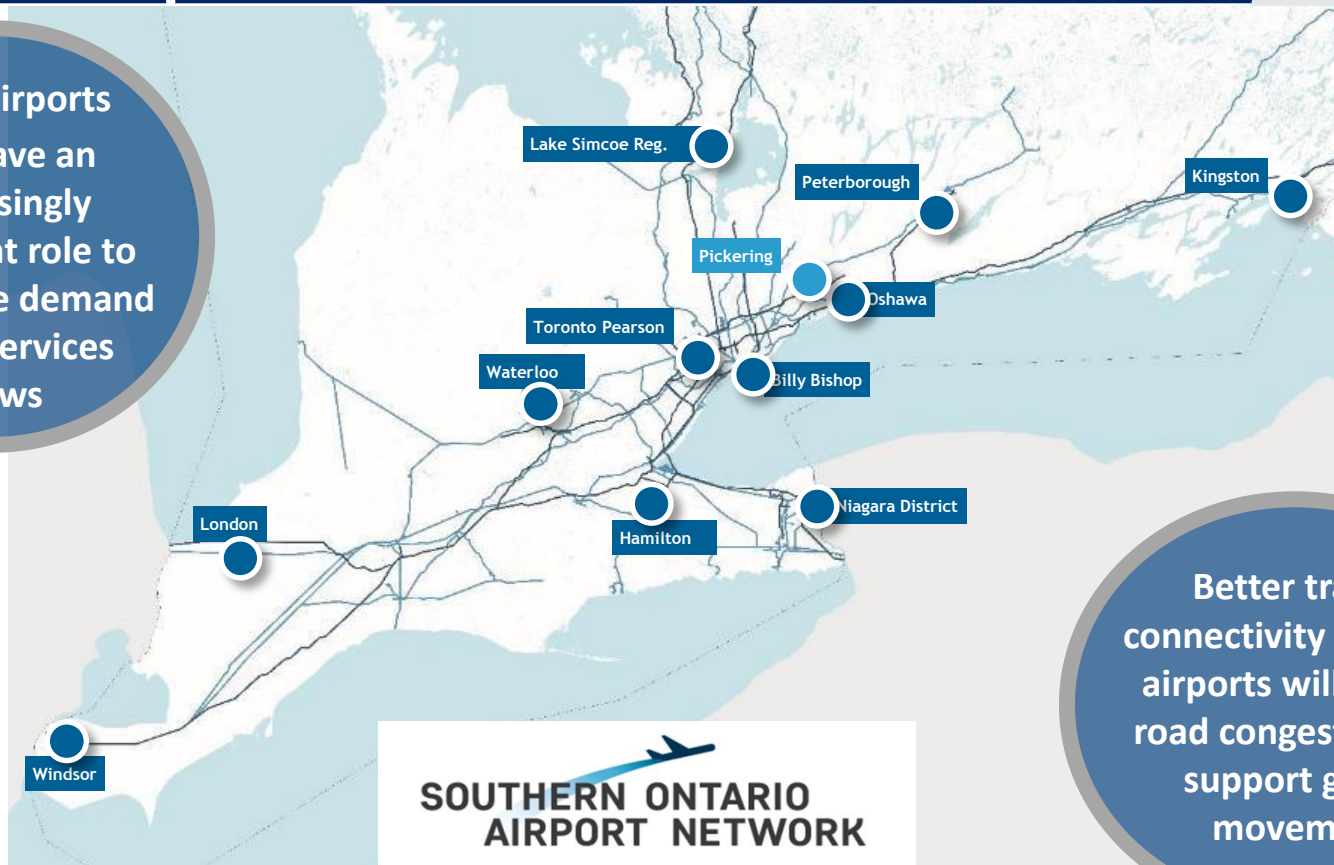 irports
ave an
singly
nt role to
e demand
ervices
ws
Lake Simcoe Reg.
Peterborough
Kingston
Pickering
Oshawa
Toronto Pearson
Waterloo
Billy Bishop
London
Niagara District
Hamilton
Windsor
Better tra
connectivity
airports will
road congest
support g
movem
SOUTHERN ONTARIO
AIRPORT NETWORK